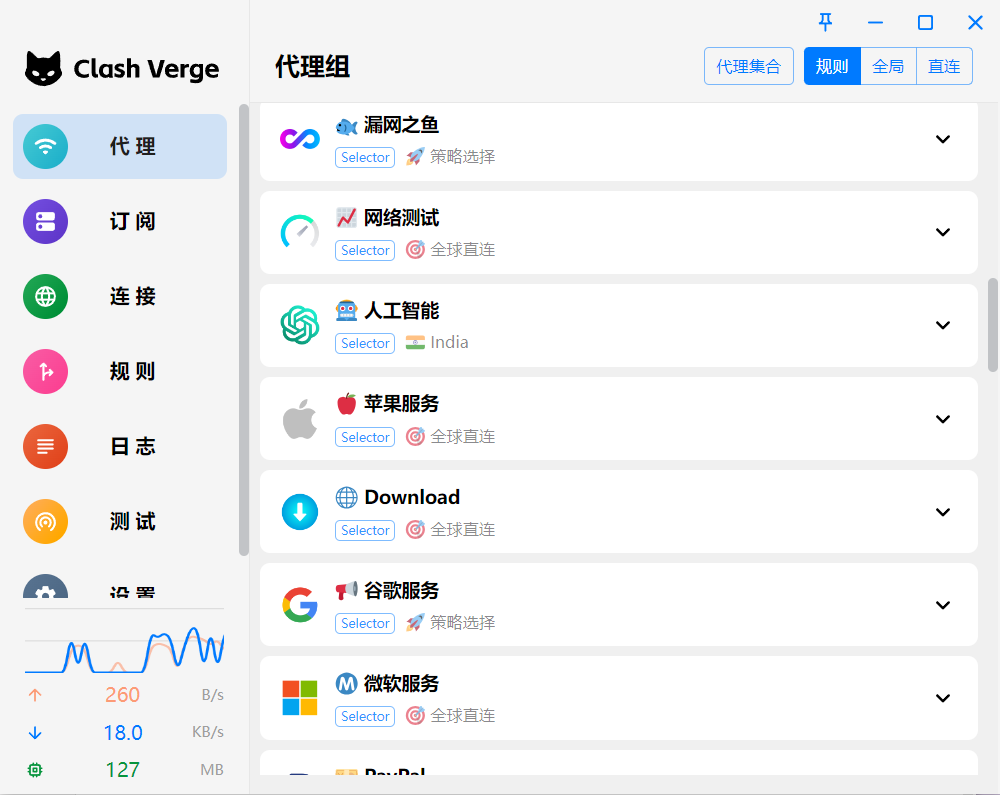 Clash Verge
代理组
代理集合
规则
全局
直连
代理
订阅
连接
规则
日志
测试
设置
260 B/s
18.0 KB/s
127 MB
漏网之鱼
Selector 🚀 策略选择
网络测试
Selector 🎯 全球直连
人工智能
Selector 🇮🇳 India
苹果服务
Selector 🎯 全球直连
Download
Selector 🎯 全球直连
谷歌服务
Selector 🚀 策略选择
Ⓜ️ 微软服务
Selector 🎯 全球直连
PayPal